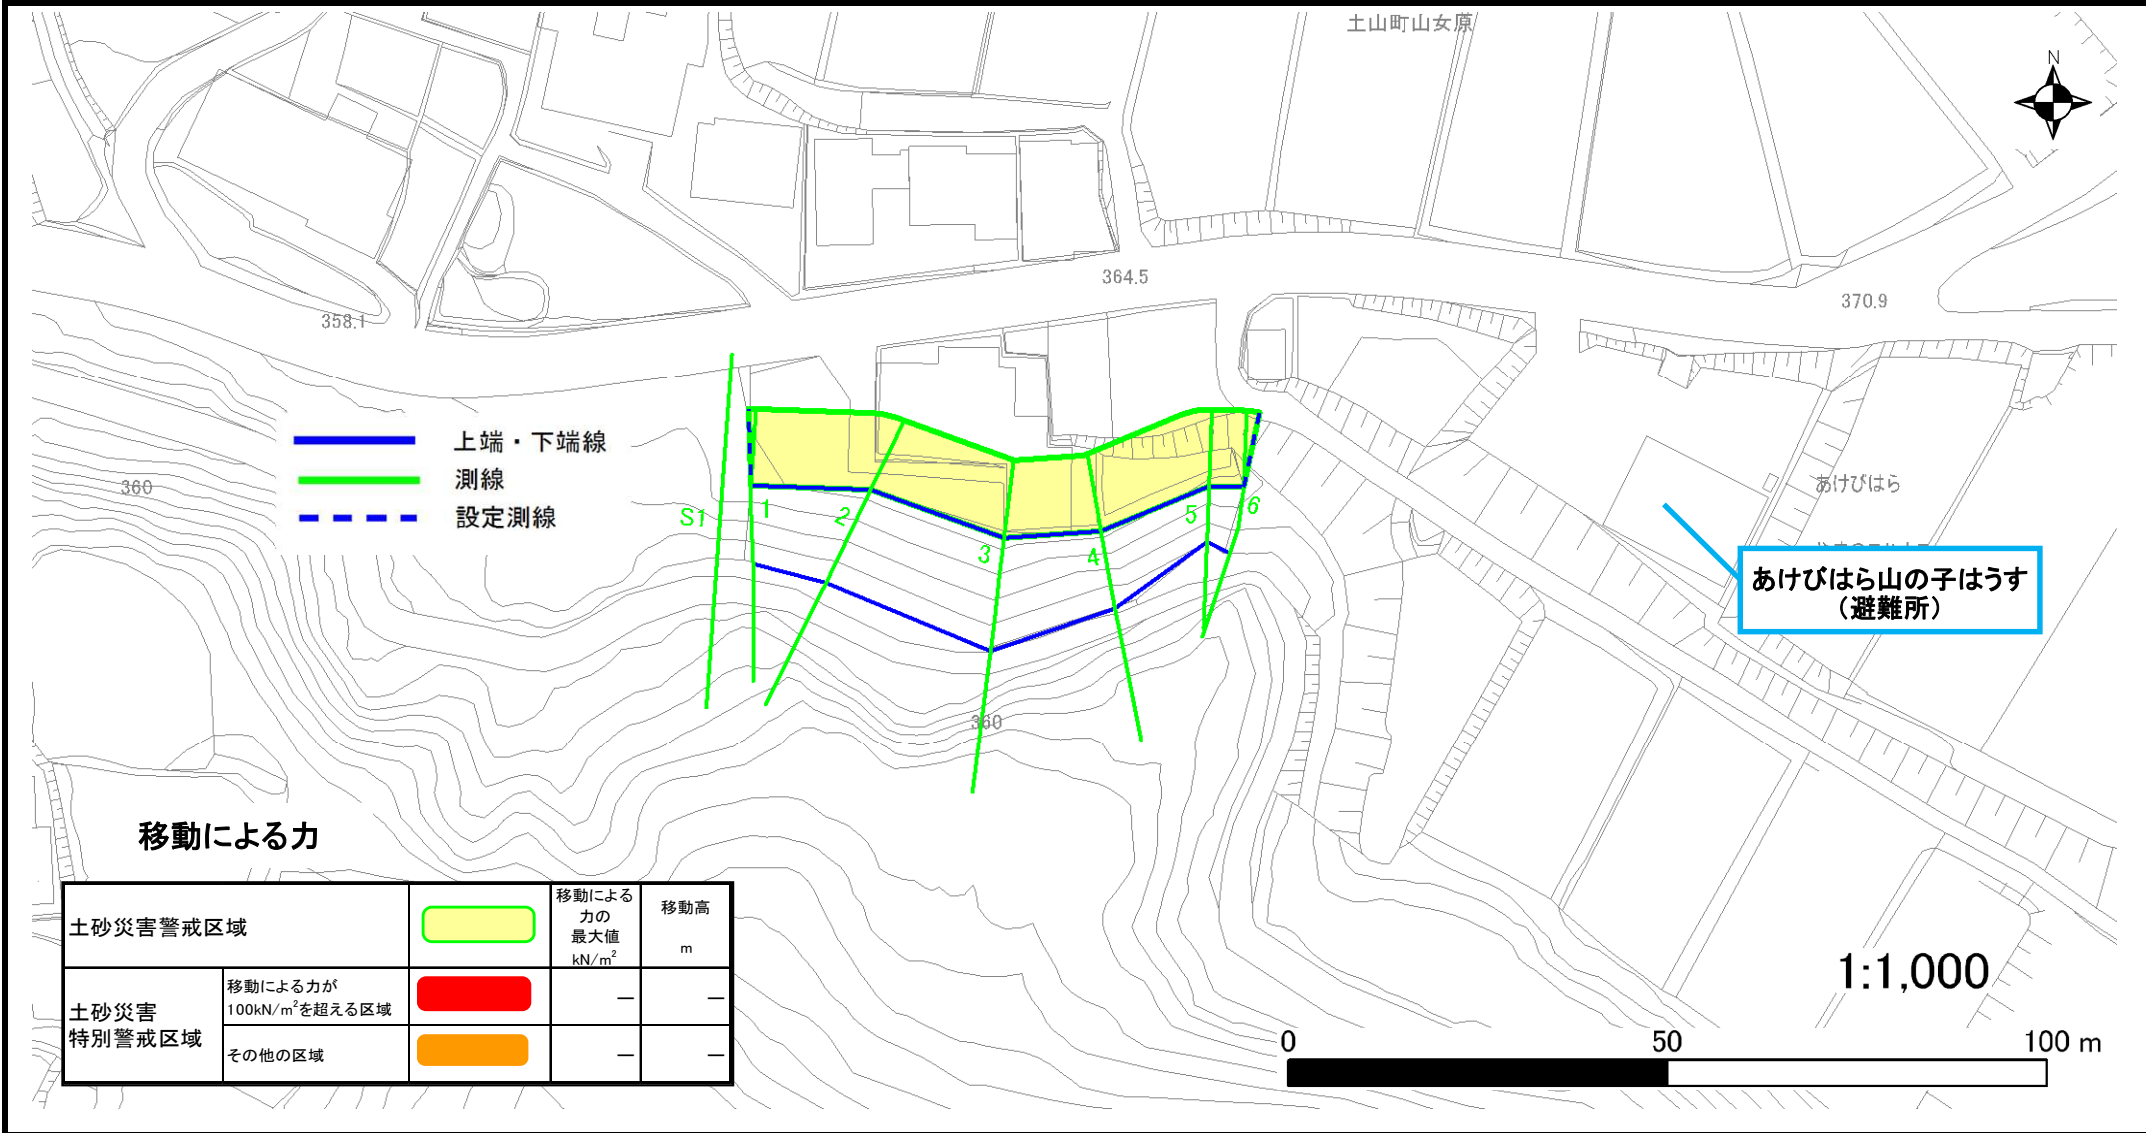 土山町山女原
N
364.5
370.9
358.1
上端・下端線
測線
設定測線
360
あけびはら
S1
1
2
3
4
5
6
あけびはら山の子はうす
（避難所）
360
移動による力
土砂災害警戒区域
移動による
力の
最大値
kN/m²
移動高
m
土砂災害
特別警戒区域
移動による力が
100kN/m²を超える区域
－
－
その他の区域
－
－
1:1,000
0
50
100 m